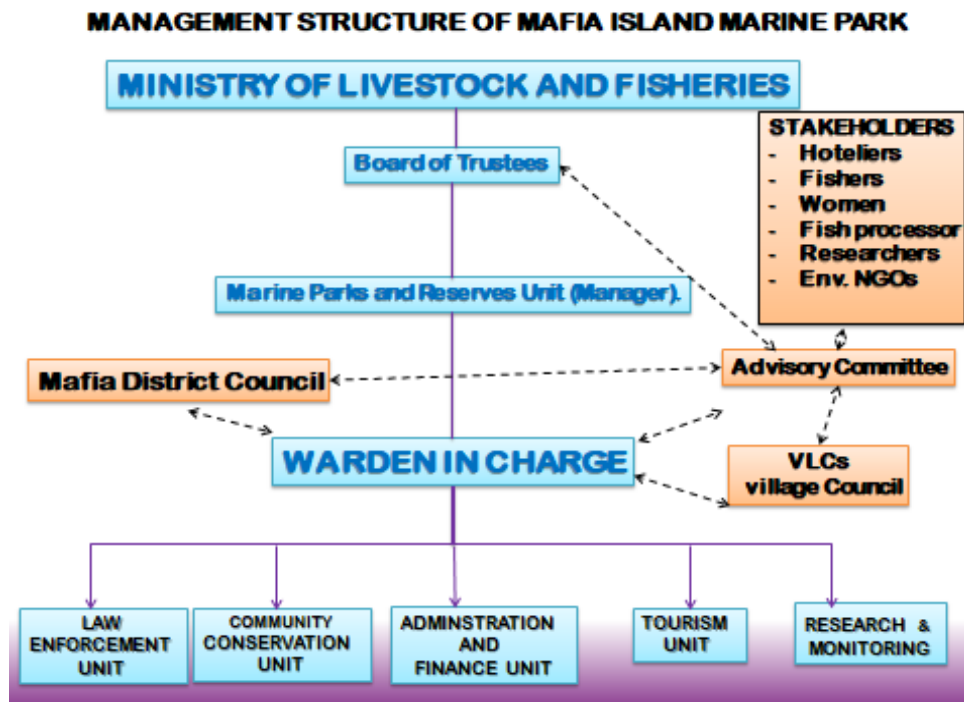 MANAGEMENT STRUCTURE OF MAFIA ISLAND MARINE PARK
MINISTRY OF LIVESTOCK AND FISHERIES
STAKEHOLDERS
- Hoteliers
- Fishers
- Women
- Fish processor
- Researchers
- Env. NGOs
Board of Trustees
Marine Parks and Reserves Unit (Manager).
Mafia District Council
Advisory Committee
WARDEN IN CHARGE
VLCs
village Council
LAW
ENFORCEMENT
UNIT
COMMUNITY
CONSERVATION
UNIT
ADMINSTRATION
AND
FINANCE UNIT
TOURISM
UNIT
RESEARCH &
MONITORING